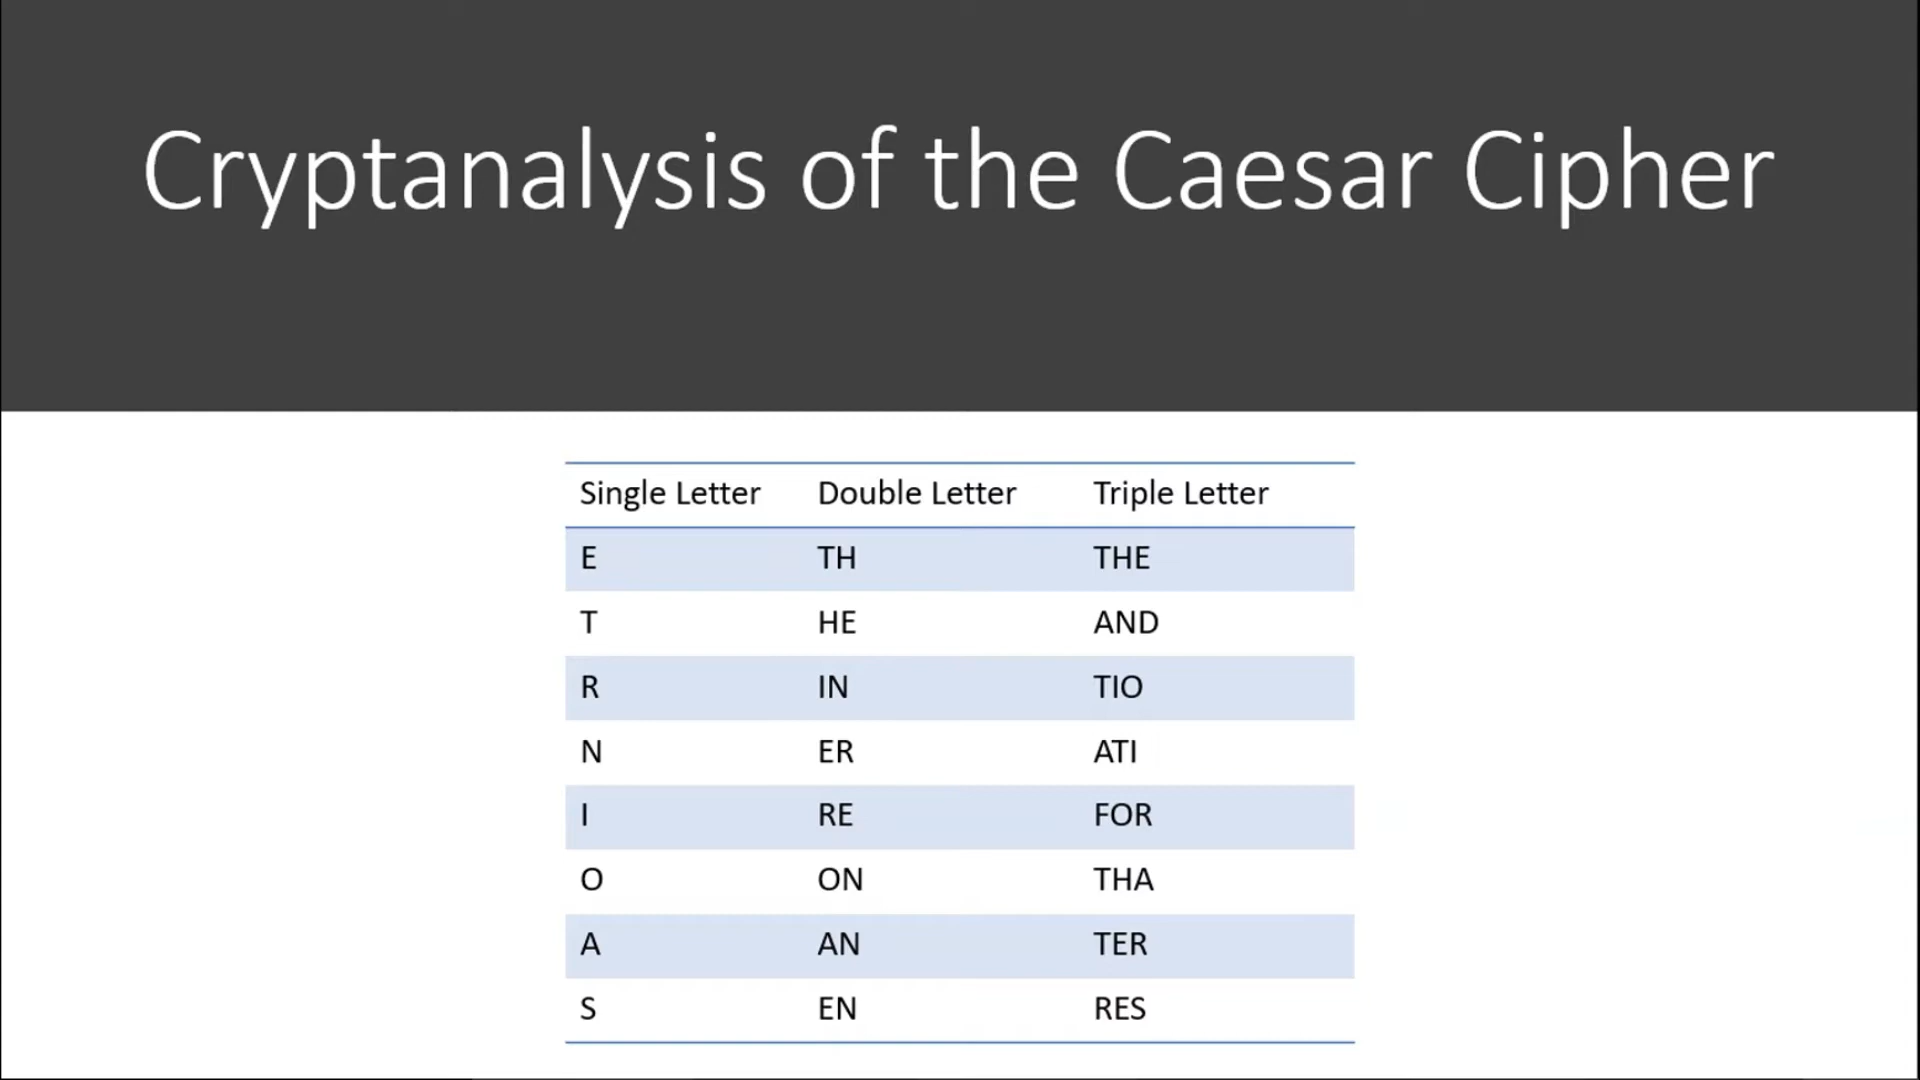 Cryptanalysis of the Caesar Cipher
Single Letter Double Letter Triple Letter
E TH THE
T HE AND
R IN TIO
N ER ATI
I RE FOR
O ON THA
A AN TER
S EN RES